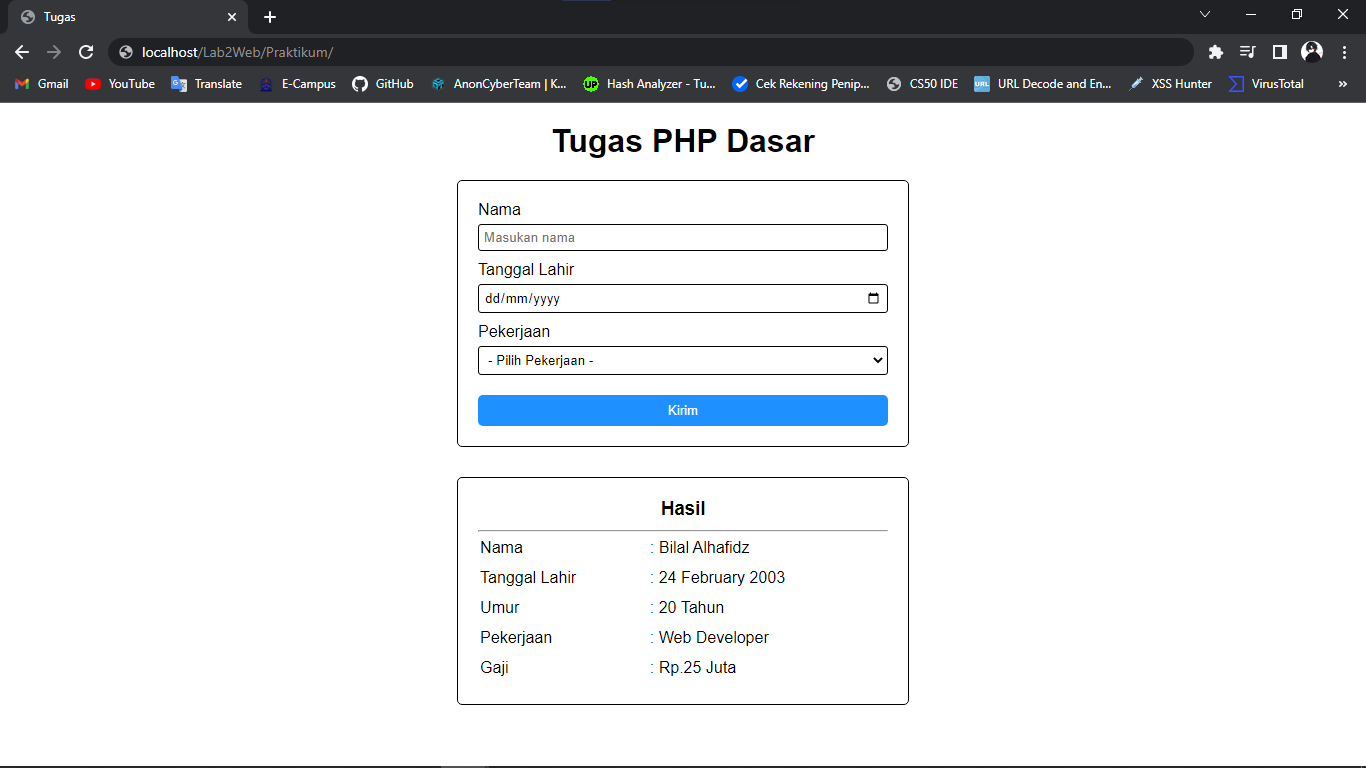 Tugas
localhost/Lab2Web/Praktikum/
Gmail YouTube Translate E-Campus GitHub AnonCyberTeam | K... Hash Analyzer - Tu... Cek Rekening Penip... CS50 IDE URL Decode and En... XSS Hunter VirusTotal »
Tugas PHP Dasar
Nama
Masukan nama
Tanggal Lahir
dd/mm/yyyy
Pekerjaan
- Pilih Pekerjaan -
Kirim
Hasil
Nama : Bilal Alhafidz
Tanggal Lahir : 24 February 2003
Umur : 20 Tahun
Pekerjaan : Web Developer
Gaji : Rp.25 Juta